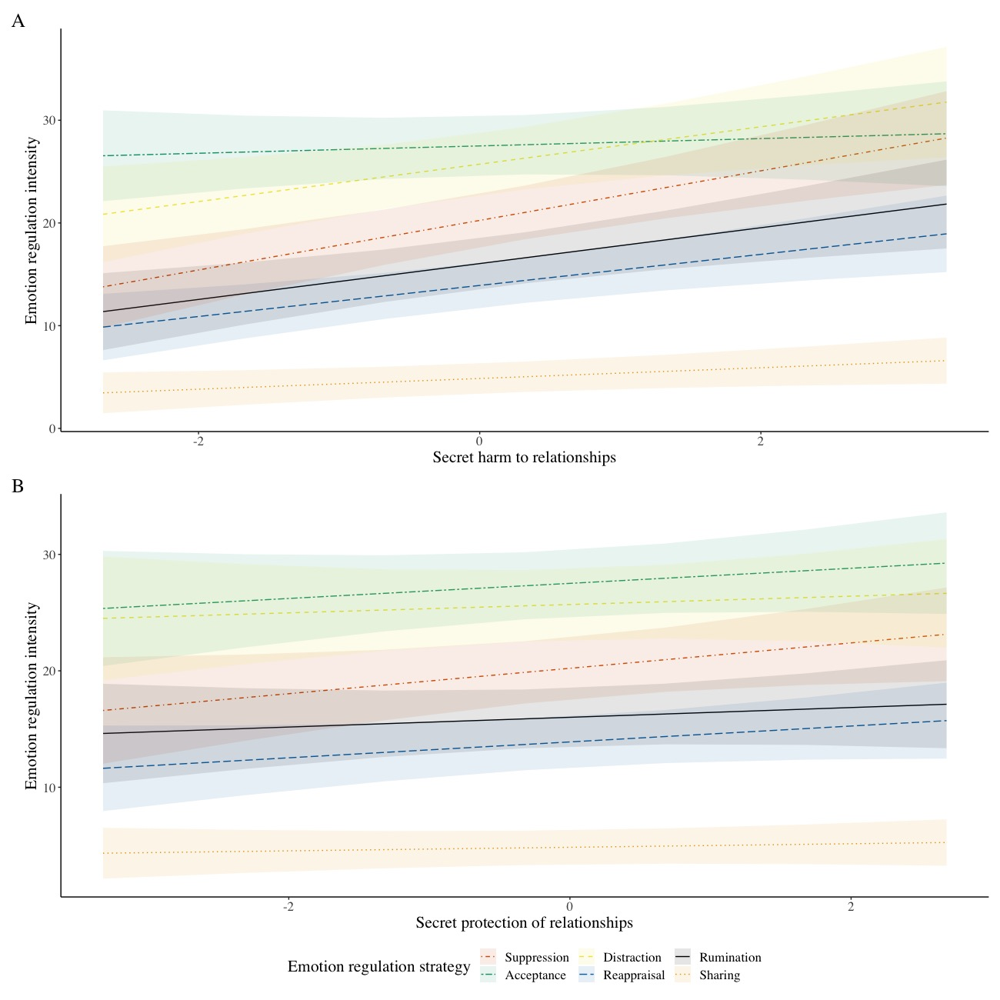 A
Emotion regulation intensity
30
20
10
0
-2
0
2
Secret harm to relationships
B
Emotion regulation intensity
30
20
10
-2
0
2
Secret protection of relationships
Emotion regulation strategy
Suppression
Distraction
Rumination
Acceptance
Reappraisal
Sharing